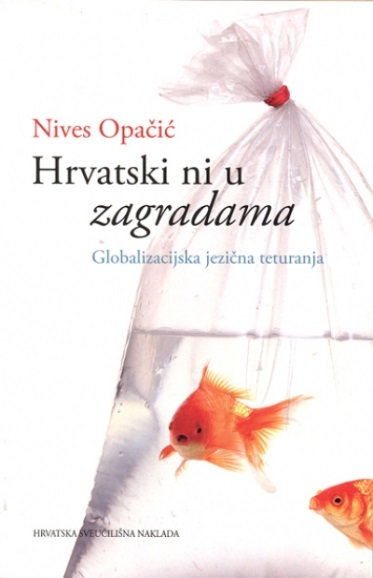 Nives Opačić
Hrvatski ni u
zagradama
Globalizacijska jezična teturanja
HRVATSKA SVEUČILIŠNA NAKLADA